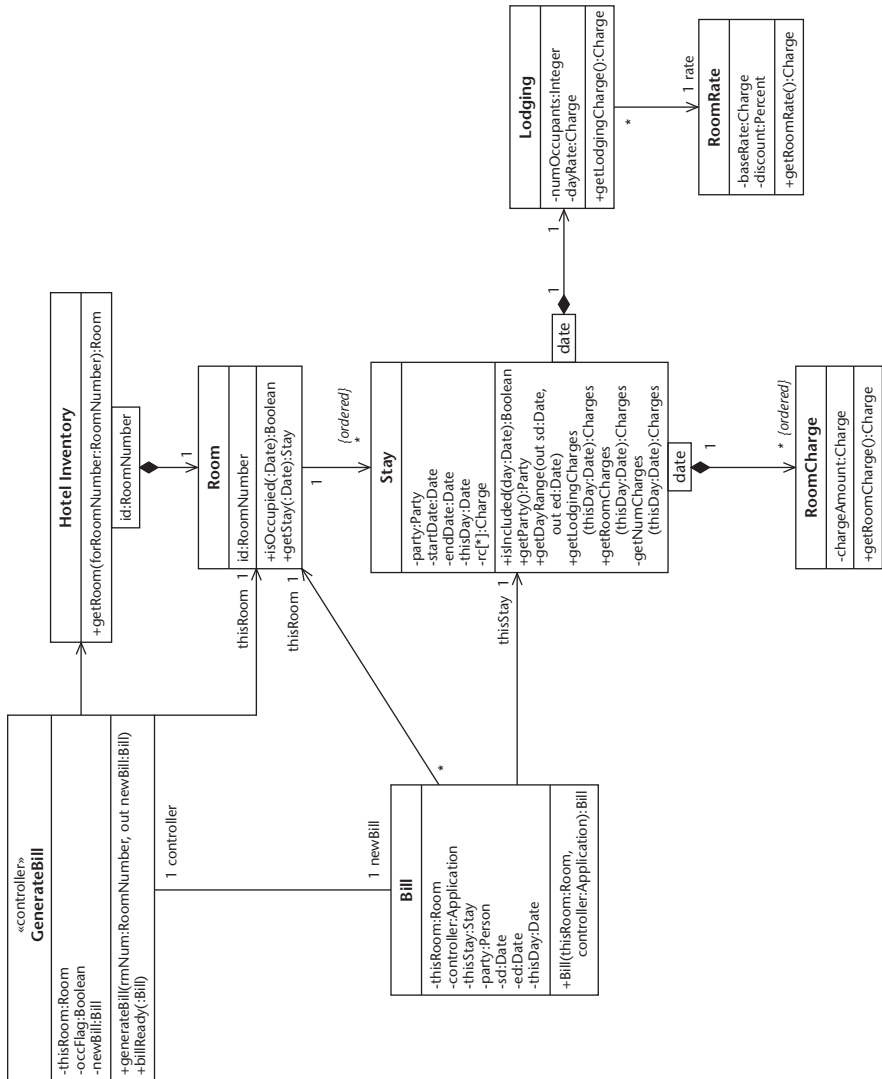 «controller»
GenerateBill
-thisRoom:Room
-occFlag:Boolean
-newBill:Bill
+generateBill(rmNum:RoomNumber, out newBill:Bill)
+billReady(:Bill)
1 controller
1 newBill
Bill
-thisRoom:Room
-controller:Application
-thisStay:Stay
-party:Person
-sd:Date
-ed:Date
-thisDay:Date
+Bill(thisRoom:Room,
controller:Application):Bill
*
thisRoom 1
thisRoom 1
thisStay 1
Hotel Inventory
+getRoom(forRoomNumber:RoomNumber):Room
id:RoomNumber
1
Room
id:RoomNumber
+isOccupied(:Date):Boolean
+getStay(:Date):Stay
1
{ordered}
*
Stay
-party:Party
-startDate:Date
-endDate:Date
-thisDay:Date
-rc[*]:Charge
+isIncluded(day:Date):Boolean
+getParty():Party
+getDayRange(out sd:Date,
out ed:Date)
+getLodgingCharges
(thisDay:Date):Charges
+getRoomCharges
(thisDay:Date):Charges
-getNumCharges
(thisDay:Date):Charges
date
1
* {ordered}
RoomCharge
-chargeAmount:Charge
+getRoomCharge():Charge
date
1
1
Lodging
-numOccupants:Integer
-dayRate:Charge
+getLodgingCharge():Charge
*
1 rate
RoomRate
-baseRate:Charge
-discount:Percent
+getRoomRate():Charge